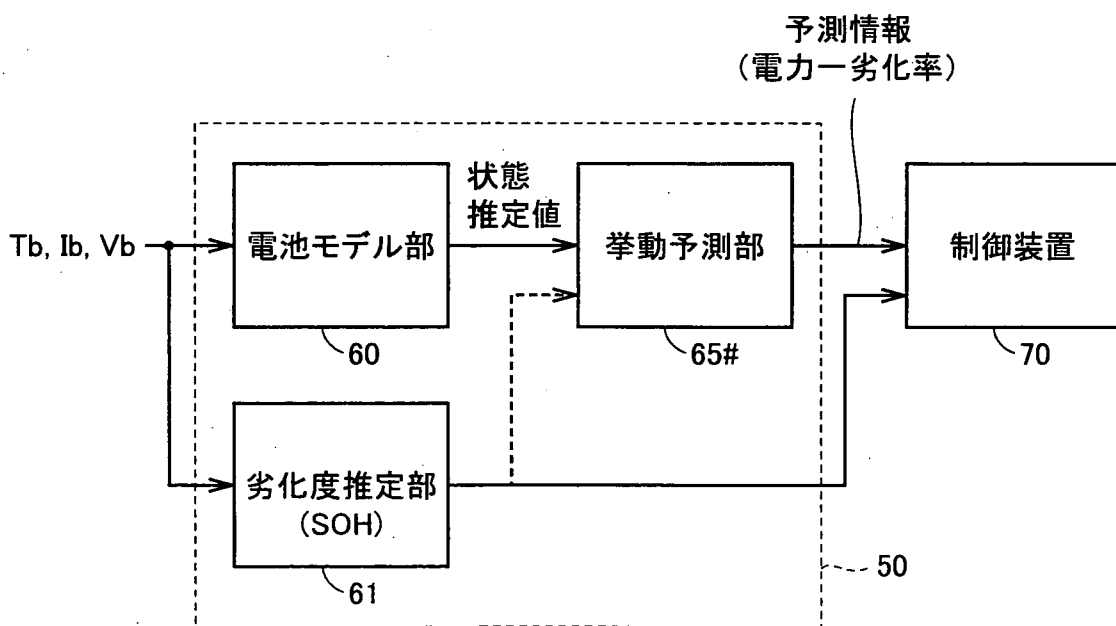 予測情報
(電力ー劣化率)
状態
推定値
Tb, Ib, Vb
電池モデル部
挙動予測部
制御装置
60
65#
70
劣化度推定部
(SOH)
61
50